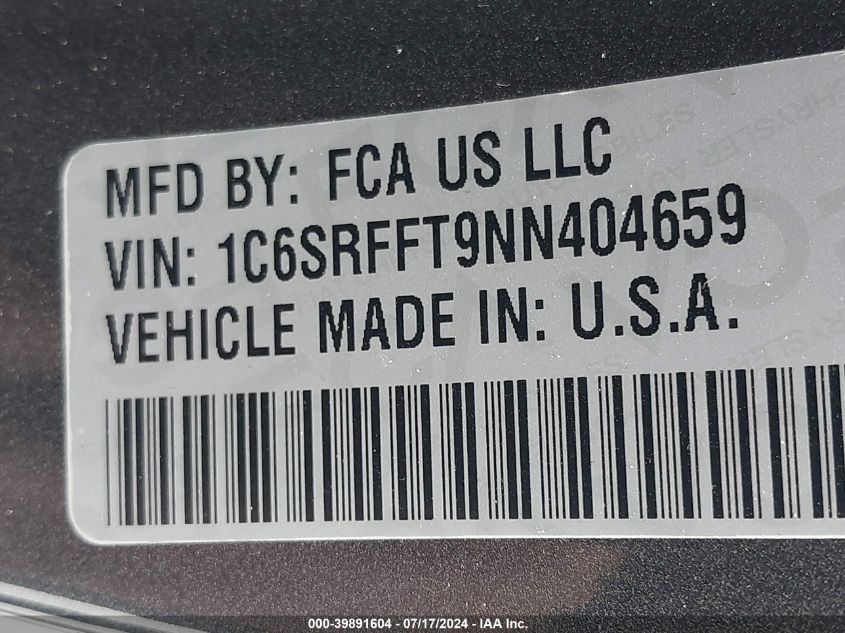 MFD BY: FCA US LLC
VIN: 1C6SRFFT9NN404659
VEHICLE MADE IN: U.S.A.
000-39891604 - 07/17/2024 - IAA Inc.